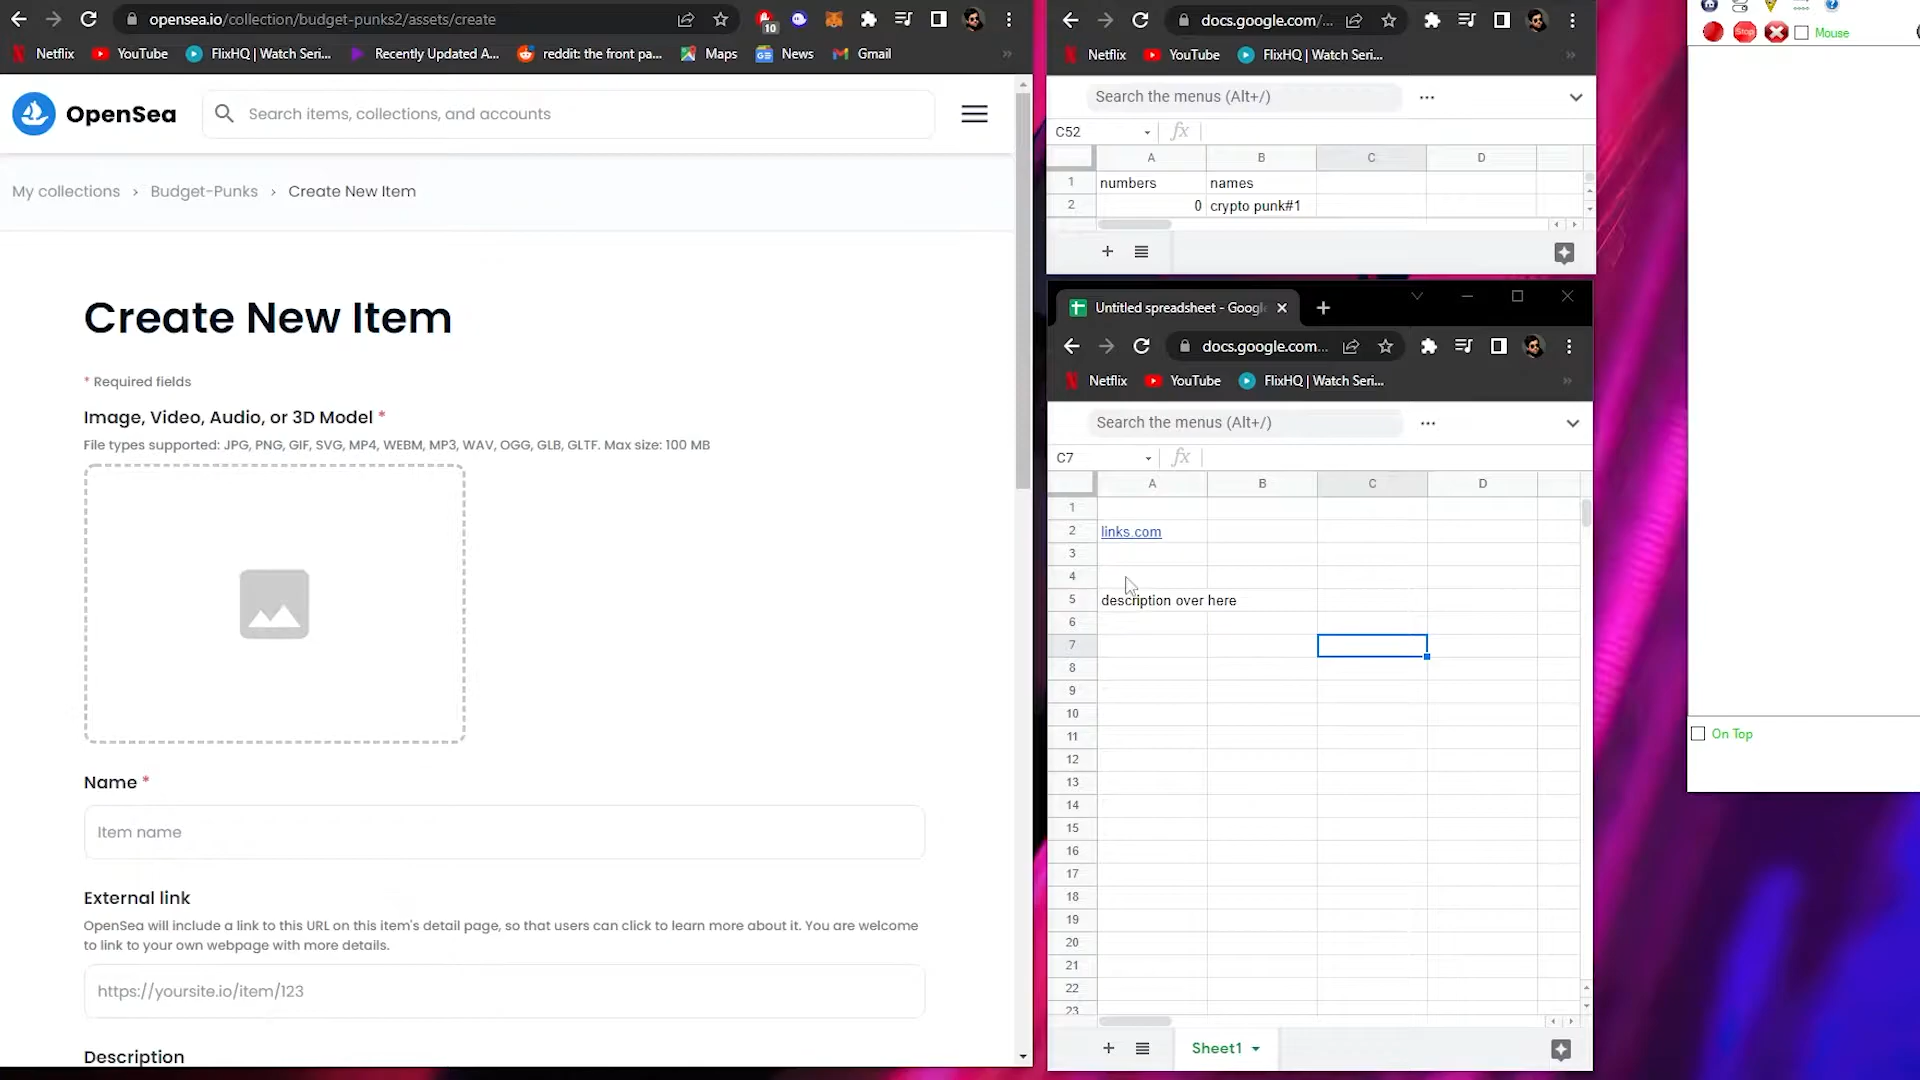 opensea.io/collection/budget-punks2/assets/create
10
Netflix
YouTube
FlixHQ | Watch Seri...
Recently Updated A...
reddit: the front pa...
Maps
News
Gmail
»
OpenSea
Search items, collections, and accounts
My collections > Budget-Punks > Create New Item
Create New Item
* Required fields
Image, Video, Audio, or 3D Model *
File types supported: JPG, PNG, GIF, SVG, MP4, WEBM, MP3, WAV, OGG, GLB, GLTF. Max size: 100 MB
Name *
Item name
External link
OpenSea will include a link to this URL on this item's detail page, so that users can click to learn more about it. You are welcome
to link to your own webpage with more details.
https://yoursite.io/item/123
Description
docs.google.com/...
Netflix
YouTube
FlixHQ | Watch Seri...
»
Search the menus (Alt+/)
C52
fx
A B C D
1 numbers names
2 0 crypto punk#1
Untitled spreadsheet - Googl
docs.google.com...
Netflix
YouTube
FlixHQ | Watch Seri...
»
Search the menus (Alt+/)
C7
fx
A B C D
1
2 links.com
3
4
5 description over here
6
7
8
9
10
11
12
13
14
15
16
17
18
19
20
21
22
23
Sheet1
Stop
Mouse
On Top